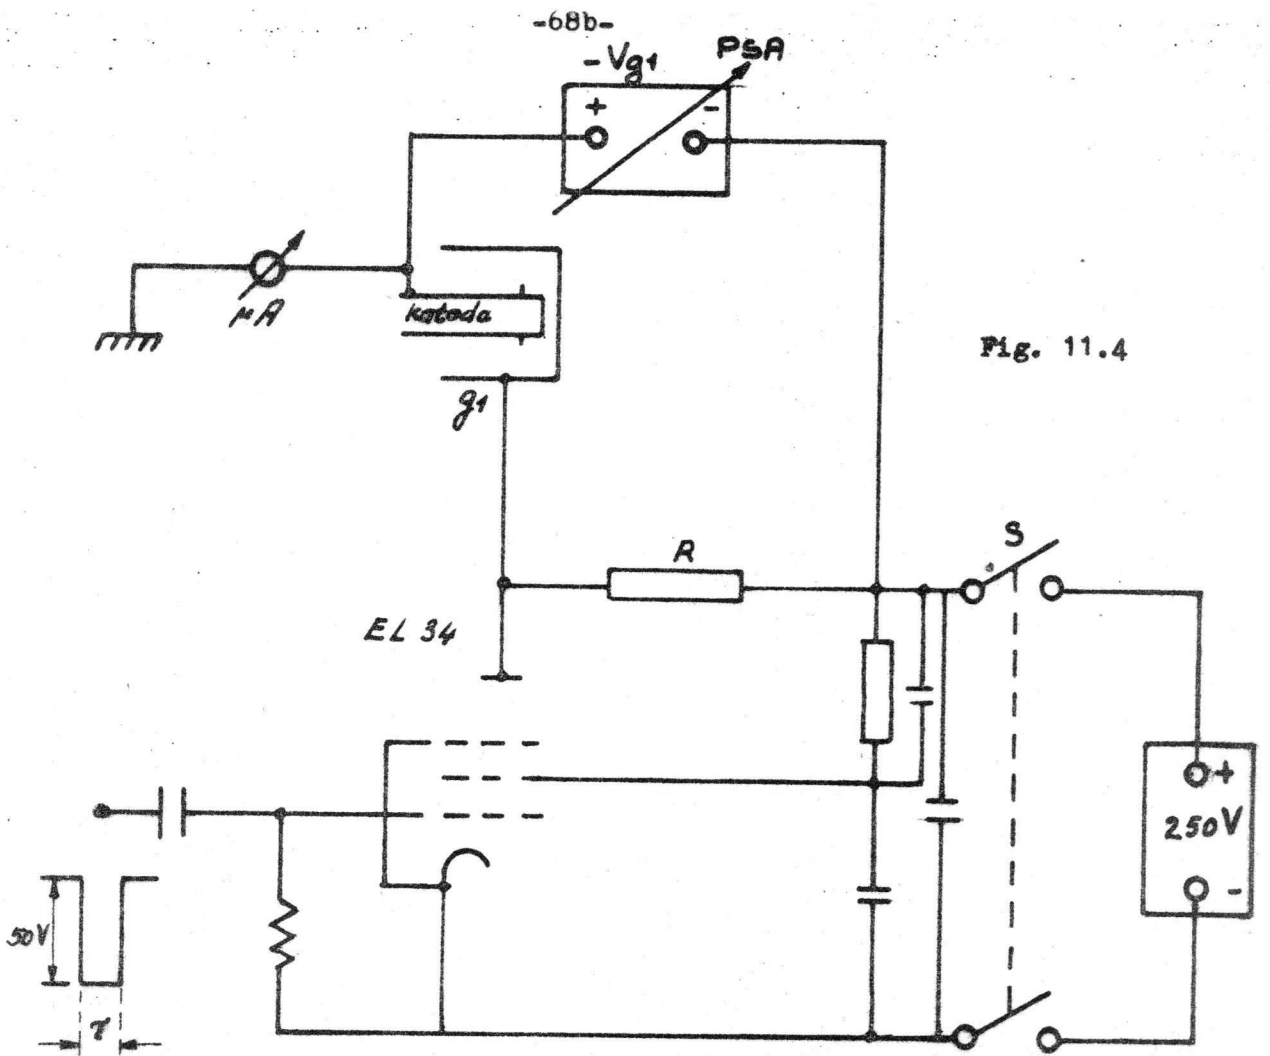 -68b-
PSA
-Vg1
+ -
μA
katoda
g1
Fig. 11.4
S
R
EL 34
+
250V
-
50V
τ